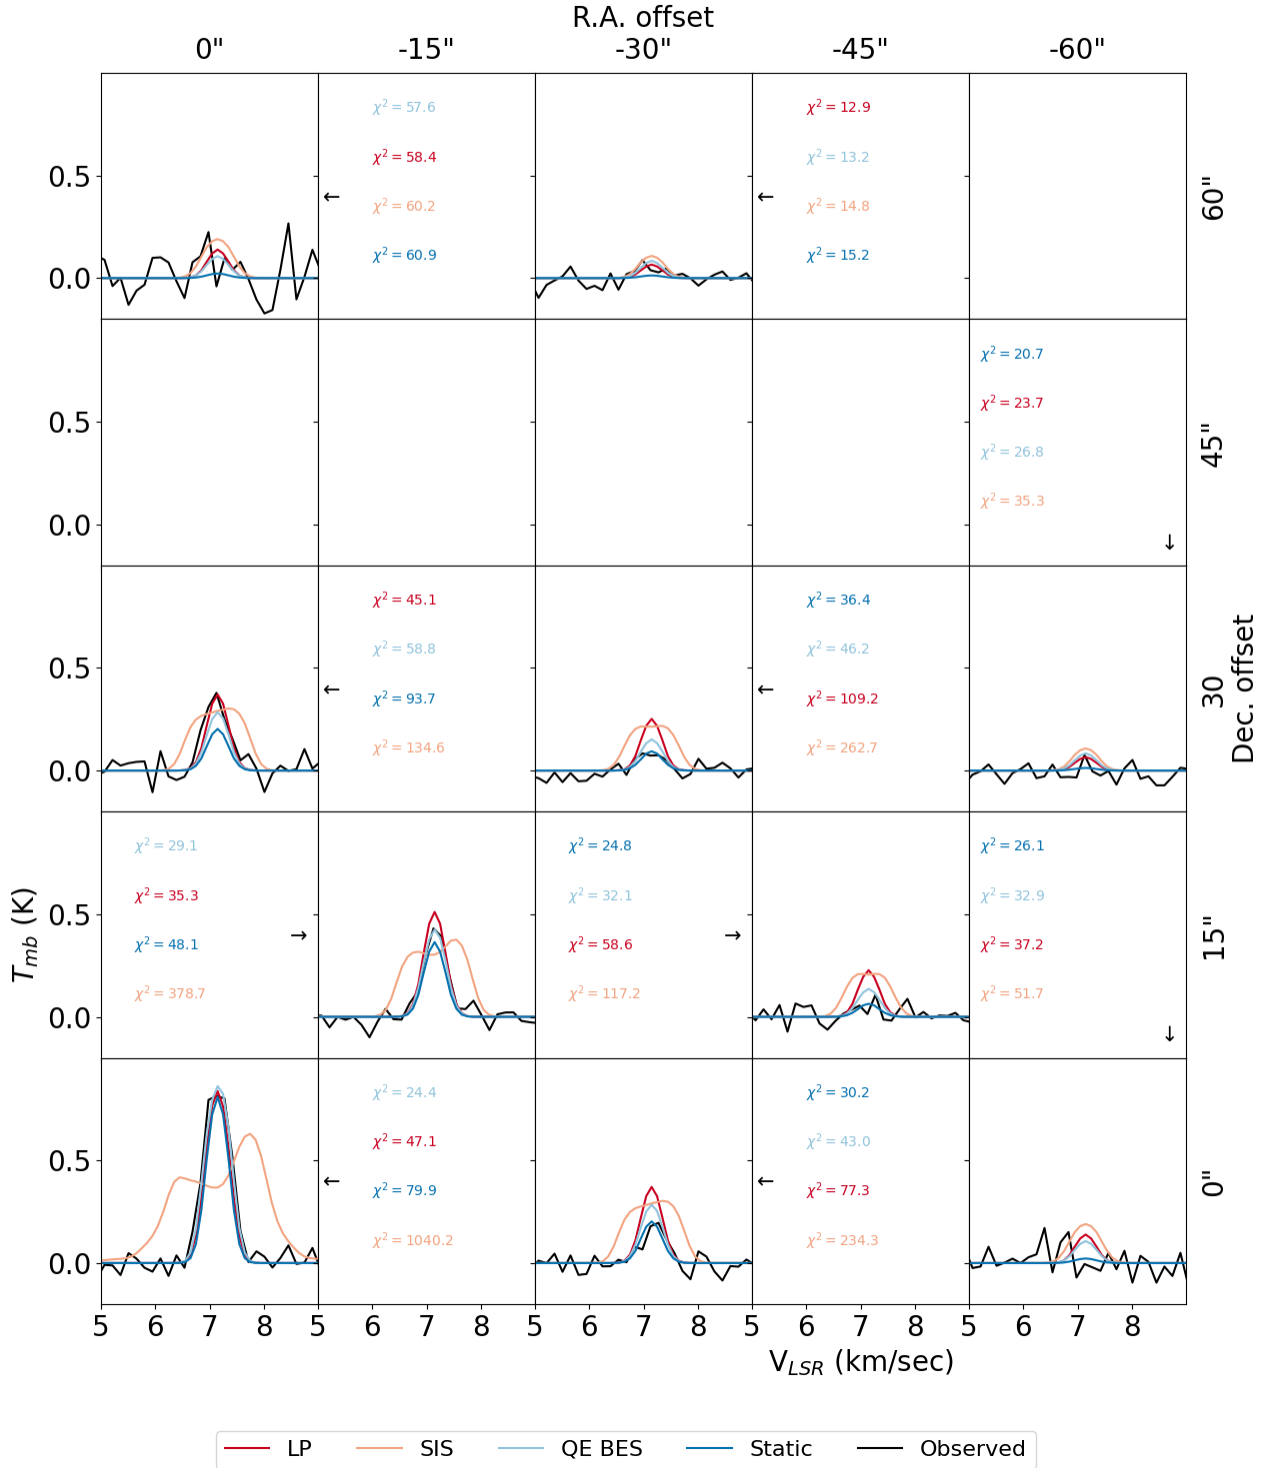 R.A. offset
0" -15" -30" -45" -60"
χ² = 57.6
χ² = 58.4
χ² = 60.2
χ² = 60.9
←
χ² = 12.9
χ² = 13.2
χ² = 14.8
χ² = 15.2
←
0.5
0.0
60"
χ² = 20.7
χ² = 23.7
χ² = 26.8
χ² = 35.3
↓
0.5
0.0
45"
χ² = 45.1
χ² = 58.8
χ² = 93.7
χ² = 134.6
←
χ² = 36.4
χ² = 46.2
χ² = 109.2
χ² = 262.7
←
0.5
0.0
30
Dec. offset
χ² = 29.1
χ² = 35.3
χ² = 48.1
χ² = 378.7
→
χ² = 24.8
χ² = 32.1
χ² = 58.6
χ² = 117.2
→
χ² = 26.1
χ² = 32.9
χ² = 37.2
χ² = 51.7
↓
0.5
0.0
15"
T_mb (K)
χ² = 24.4
χ² = 47.1
χ² = 79.9
χ² = 1040.2
←
χ² = 30.2
χ² = 43.0
χ² = 77.3
χ² = 234.3
←
0.5
0.0
0"
5 6 7 8 5 6 7 8 5 6 7 8 5 6 7 8 5 6 7 8
V_LSR (km/sec)
LP SIS QE BES Static Observed